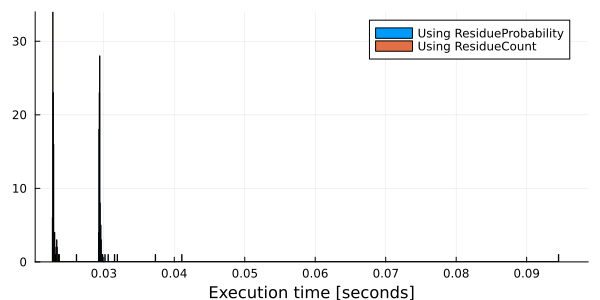 30
20
10
0
Using ResidueProbability
Using ResidueCount
0.03 0.04 0.05 0.06 0.07 0.08 0.09
Execution time [seconds]